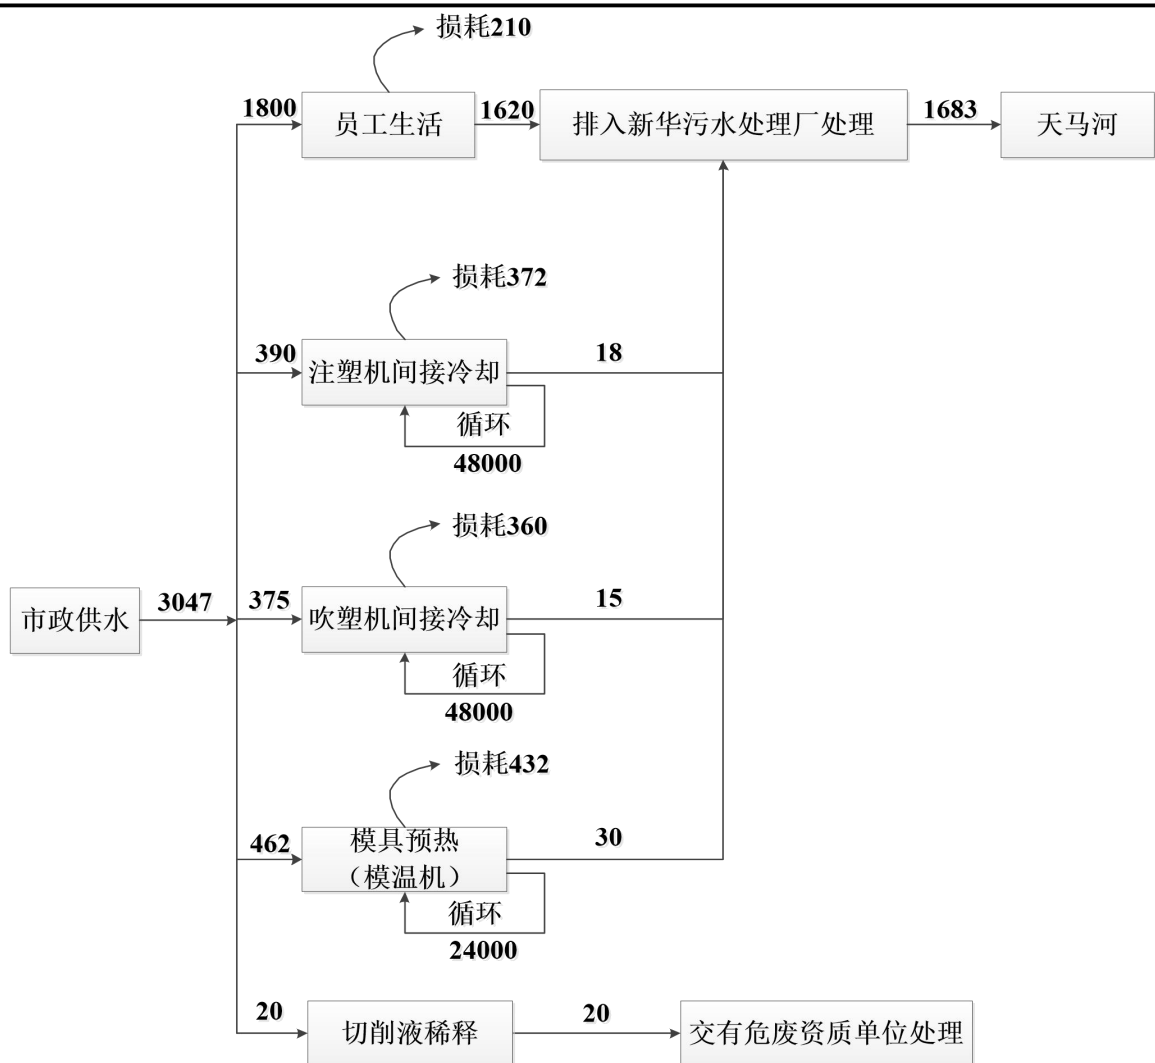 损耗210
1800
员工生活
1620
排入新华污水处理厂处理
1683
天马河
损耗372
390
注塑机间接冷却
18
循环
48000
损耗360
市政供水
3047
375
吹塑机间接冷却
15
循环
48000
损耗432
462
模具预热
（模温机）
30
循环
24000
20
切削液稀释
20
交有危废资质单位处理